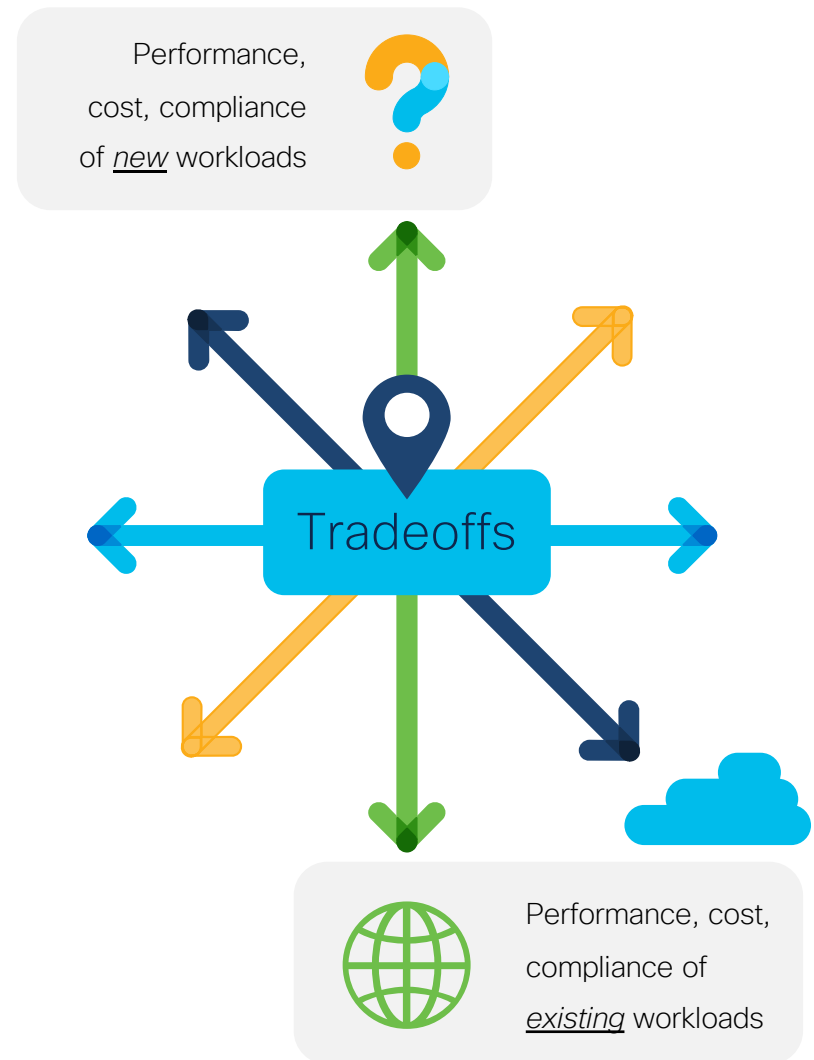 Performance,
cost, compliance
of new workloads
Tradeoffs
Performance, cost,
compliance of
existing workloads